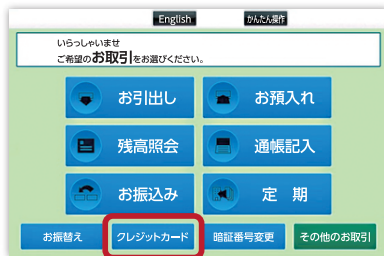 English かんたん操作
いらっしゃいませ
ご希望のお取引をお選びください。
お引出し お預入れ
残高照会 通帳記入
お振込み 定期
お振替え クレジットカード 暗証番号変更 その他のお取引